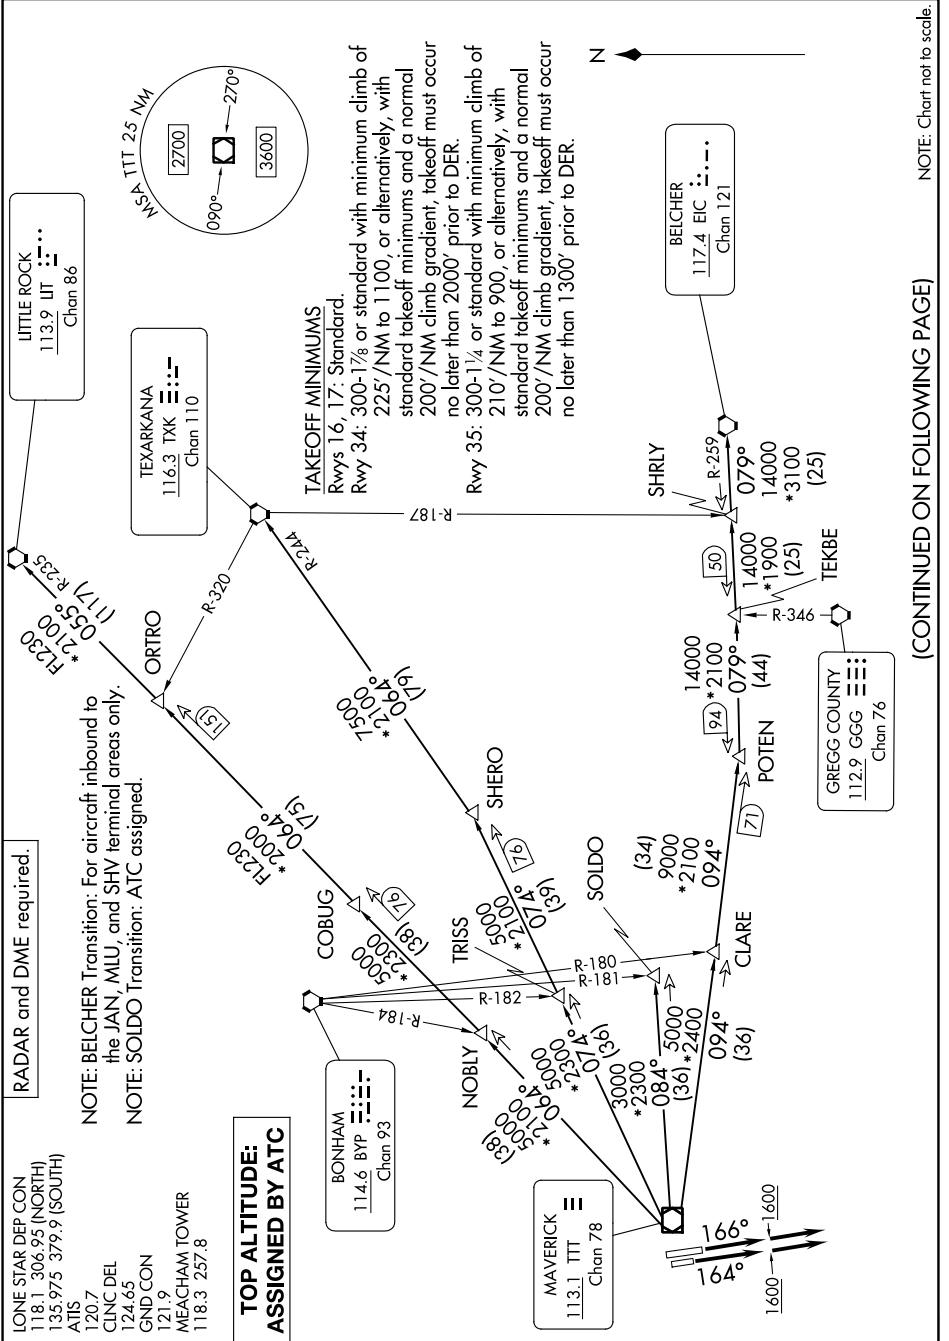 LONE STAR DEP CON
118.1 306.95 (NORTH)
135.975 379.9 (SOUTH)
ATIS
120.7
CLNC DEL
124.65
GND CON
121.9
MEACHAM TOWER
118.3 257.8
RADAR and DME required.
NOTE: BELCHER Transition: For aircraft inbound to
the JAN, MLU, and SHV terminal areas only.
NOTE: SOLDO Transition: ATC assigned.
TOP ALTITUDE:
ASSIGNED BY ATC
LITTLE ROCK
113.9 LIT
Chan 86
MSA TTT 25 NM
2700
090°
270°
3600
TEXARKANA
116.3 TXK
Chan 110
R-235
FL230
*2100
055°
(117)
ORTRO
R-320
R-244
R-187
151
FL230
*2000
064°
(75)
7500
*2100
064°
(79)
TAKEOFF MINIMUMS
Rwys 16, 17: Standard.
Rwy 34: 300-1⅞ or standard with minimum climb of
225'/NM to 1100, or alternatively, with
standard takeoff minimums and a normal
200'/NM climb gradient, takeoff must occur
no later than 2000' prior to DER.
Rwy 35: 300-1¼ or standard with minimum climb of
210'/NM to 900, or alternatively, with
standard takeoff minimums and a normal
200'/NM climb gradient, takeoff must occur
no later than 1300' prior to DER.
N
BONHAM
114.6 BYP
Chan 93
COBUG
76
5000
*2300
(38)
R-184
R-182
R-181
R-180
NOBLY
TRISS
SHERO
76
5000
*2100
074°
(39)
SOLDO
(38)
5000
*2100
064°
5000
*2300
074°
(36)
3000
*2300
084°
(36)
5000
*2400
094°
(36)
CLARE
(34)
9000
*2100
094°
71
POTEN
94
14000
*2100
079°
(44)
TEKBE
R-346
50
14000
*1900
(25)
SHRLY
R-259
079°
14000
*3100
(25)
BELCHER
117.4 EIC
Chan 121
GREGG COUNTY
112.9 GGG
Chan 76
MAVERICK
113.1 TTT
Chan 78
166°
164°
1600
1600
(CONTINUED ON FOLLOWING PAGE)
NOTE: Chart not to scale.